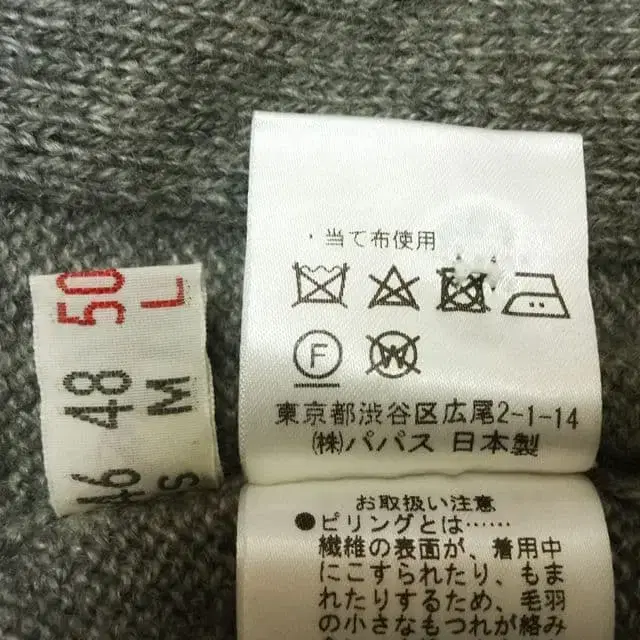 50 L
48 M
46 S
・当て布使用
F W
東京都渋谷区広尾2-1-14
㈱パパス 日本製
お取扱い注意
●ピリングとは……
繊維の表面が、着用中
にこすられたり、もま
れたりするため、毛羽
の小さなもつれが絡み